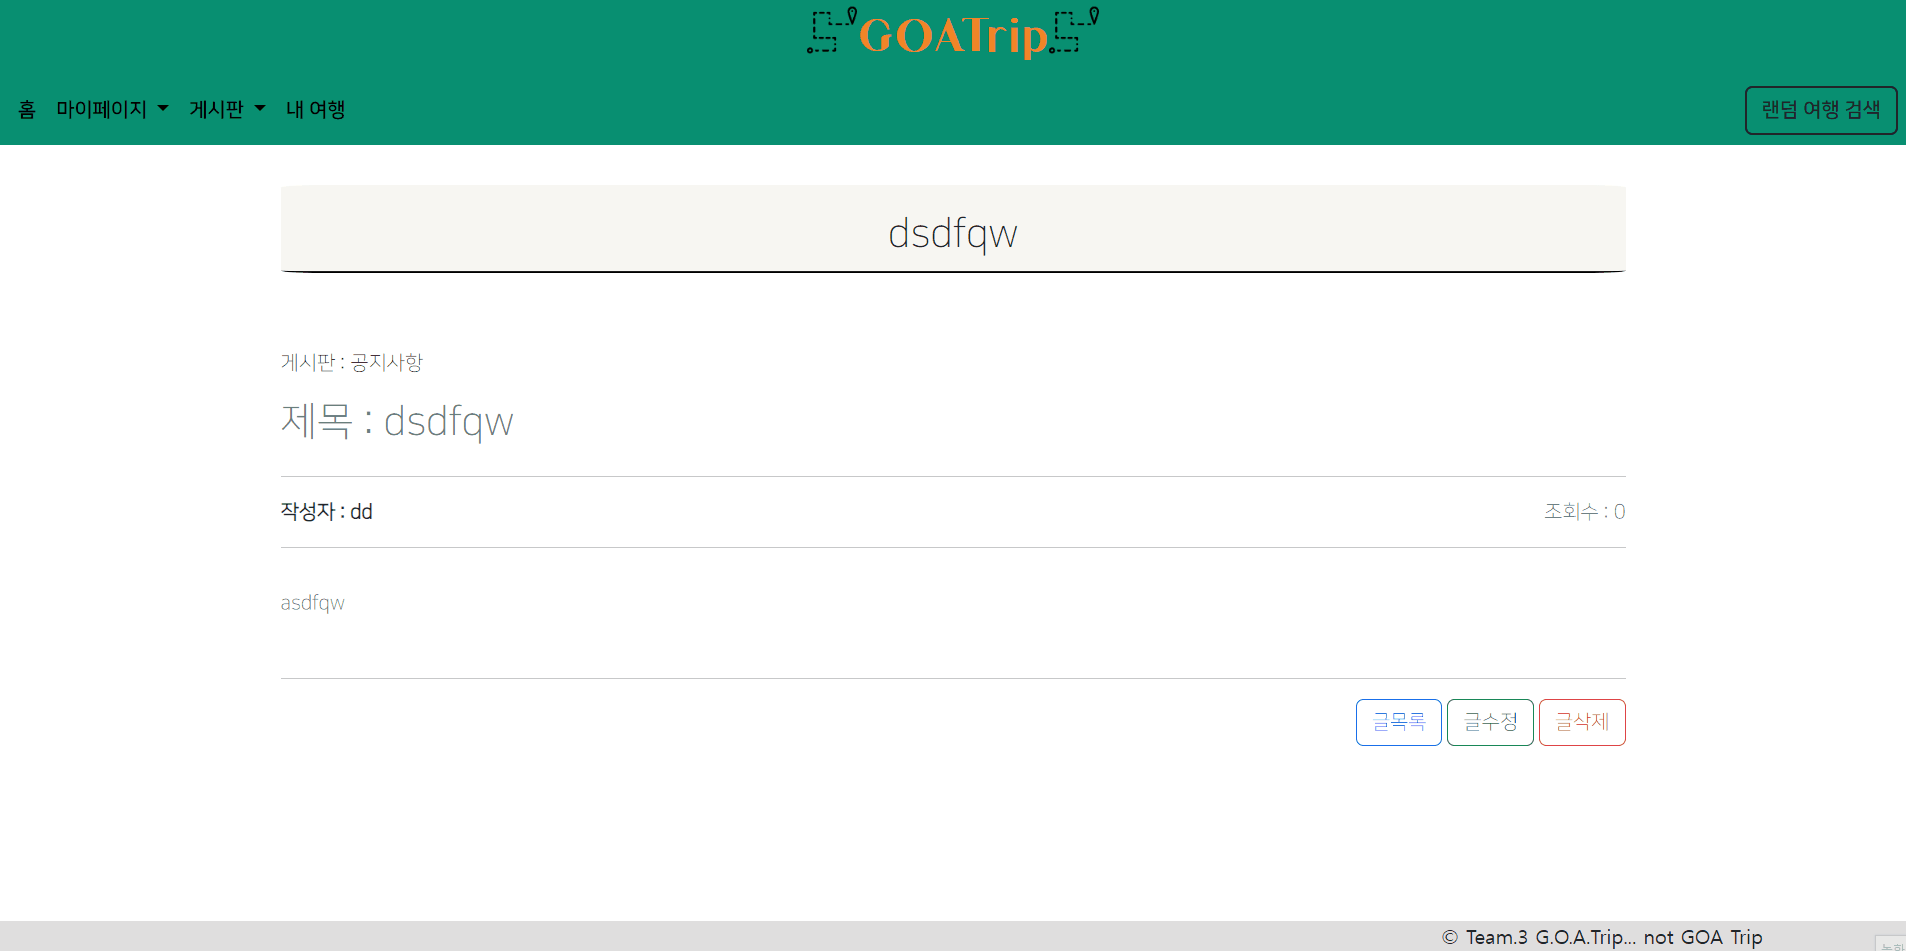 GOATrip
홈 마이페이지 게시판 내 여행 랜덤 여행 검색
dsdfqw
게시판 : 공지사항
제목 : dsdfqw
작성자 : dd 조회수 : 0
asdfqw
글목록 글수정 글삭제
© Team.3 G.O.A.Trip... not GOA Trip